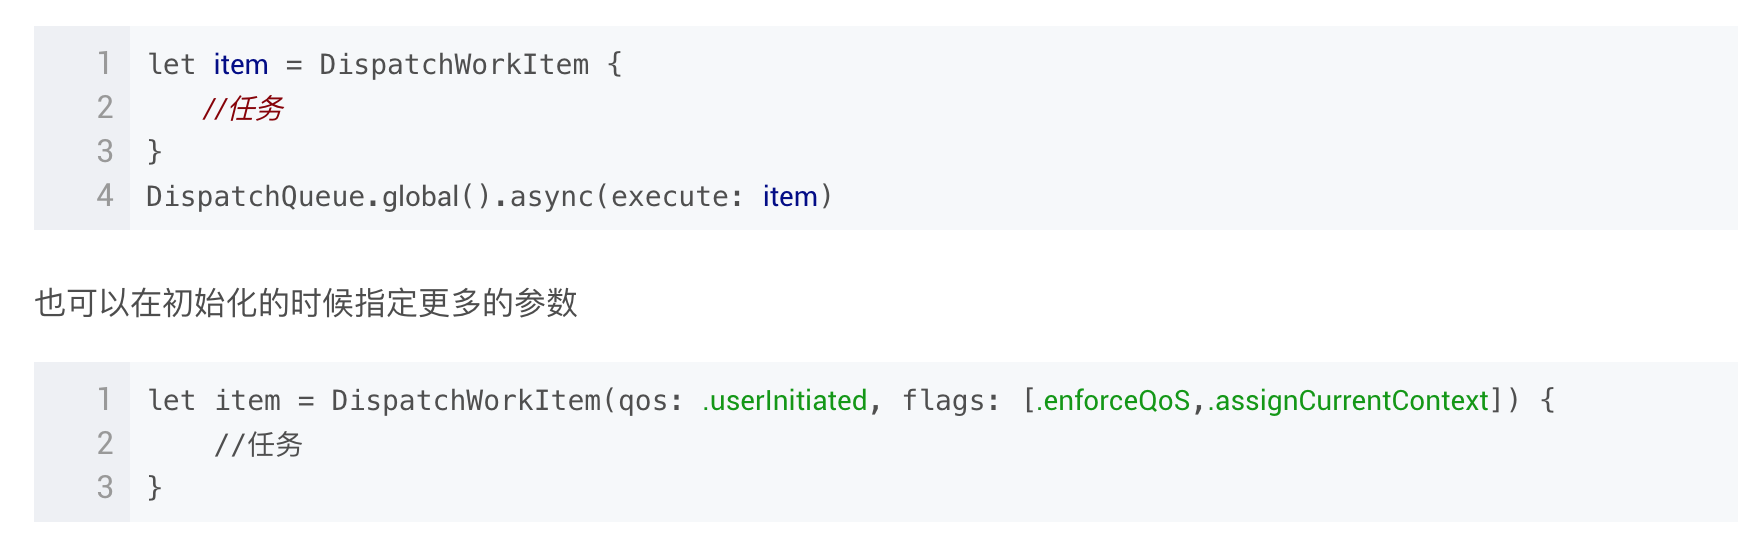 1 let item = DispatchWorkItem {
2     //任务
3 }
4 DispatchQueue.global().async(execute: item)
也可以在初始化的时候指定更多的参数
1 let item = DispatchWorkItem(qos: .userInitiated, flags: [.enforceQoS,.assignCurrentContext]) {
2     //任务
3 }